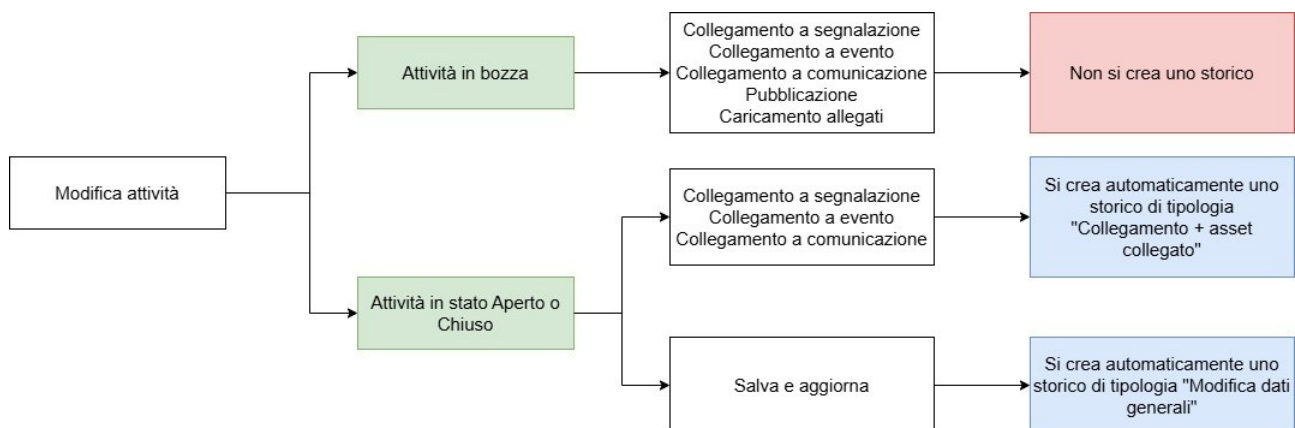 Modifica attività
Attività in bozza
Collegamento a segnalazione
Collegamento a evento
Collegamento a comunicazione
Pubblicazione
Caricamento allegati
Non si crea uno storico
Attività in stato Aperto o
Chiuso
Collegamento a segnalazione
Collegamento a evento
Collegamento a comunicazione
Si crea automaticamente uno
storico di tipologia
"Collegamento + asset
collegato"
Salva e aggiorna
Si crea automaticamente uno
storico di tipologia "Modifica dati
generali"